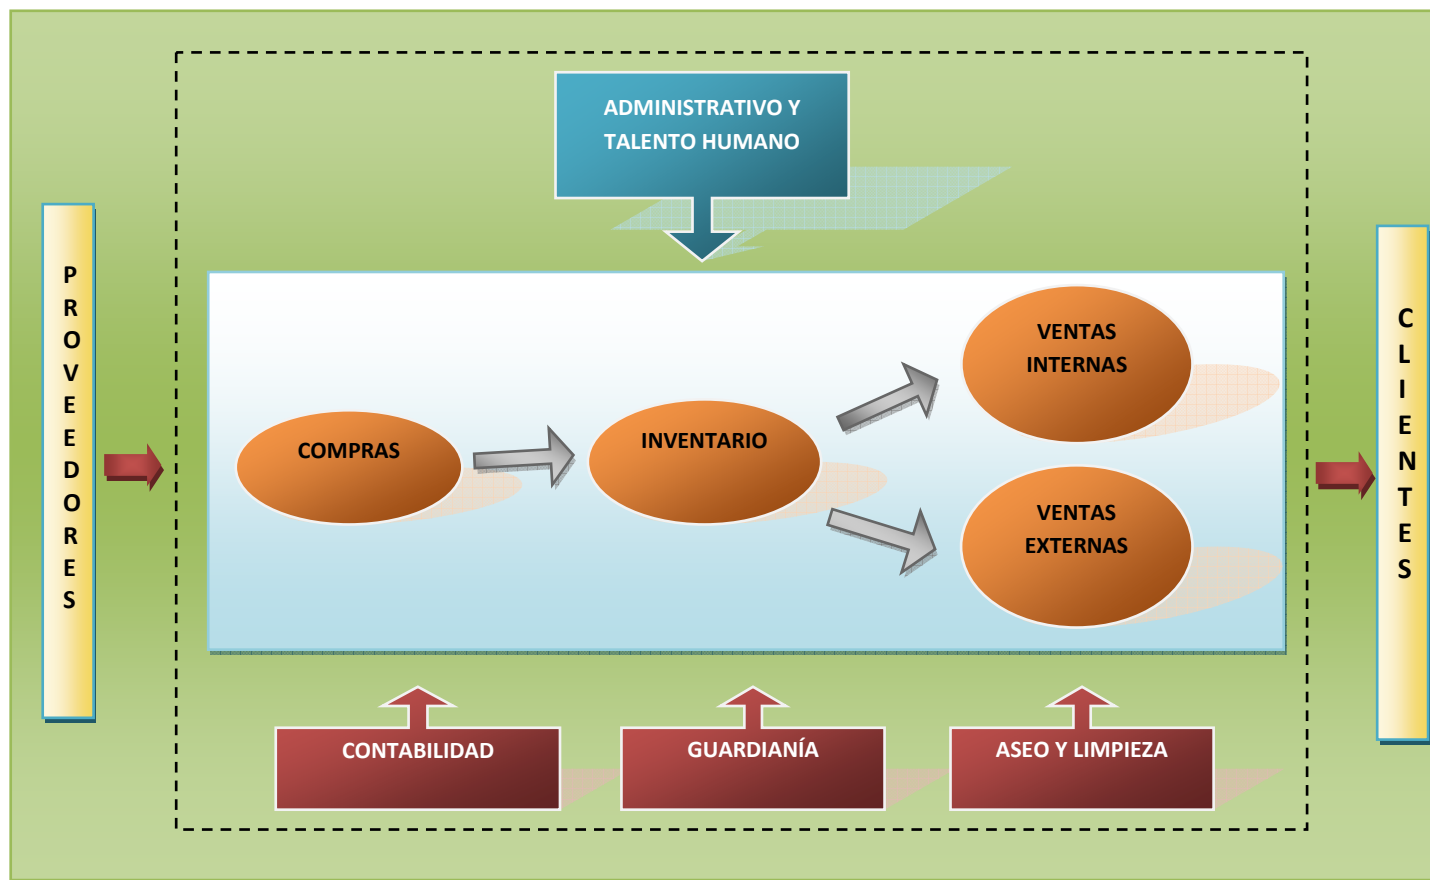 ADMINISTRATIVO Y
TALENTO HUMANO
PROVEEDORES
COMPRAS
INVENTARIO
VENTAS
INTERNAS
VENTAS
EXTERNAS
CLIENTES
CONTABILIDAD
GUARDIANÍA
ASEO Y LIMPIEZA